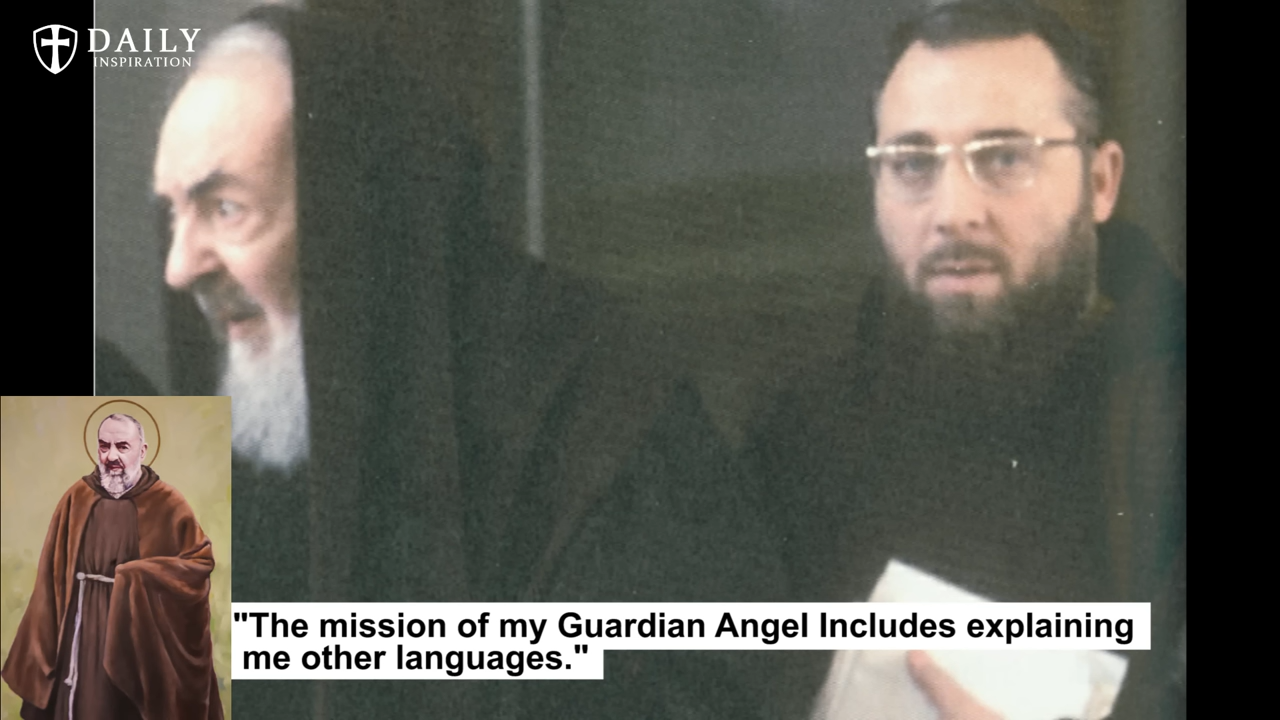 DAILY
INSPIRATION
"The mission of my Guardian Angel Includes explaining
me other languages."